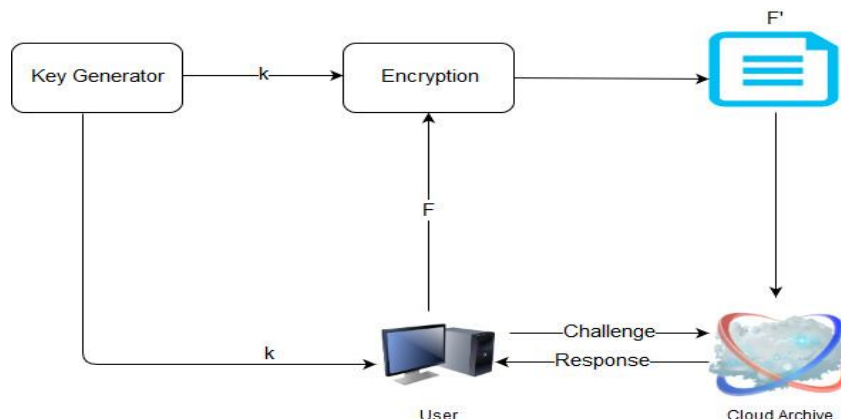 F'
Key Generator
k
Encryption
F
Challenge
Response
k
User
Cloud Archive